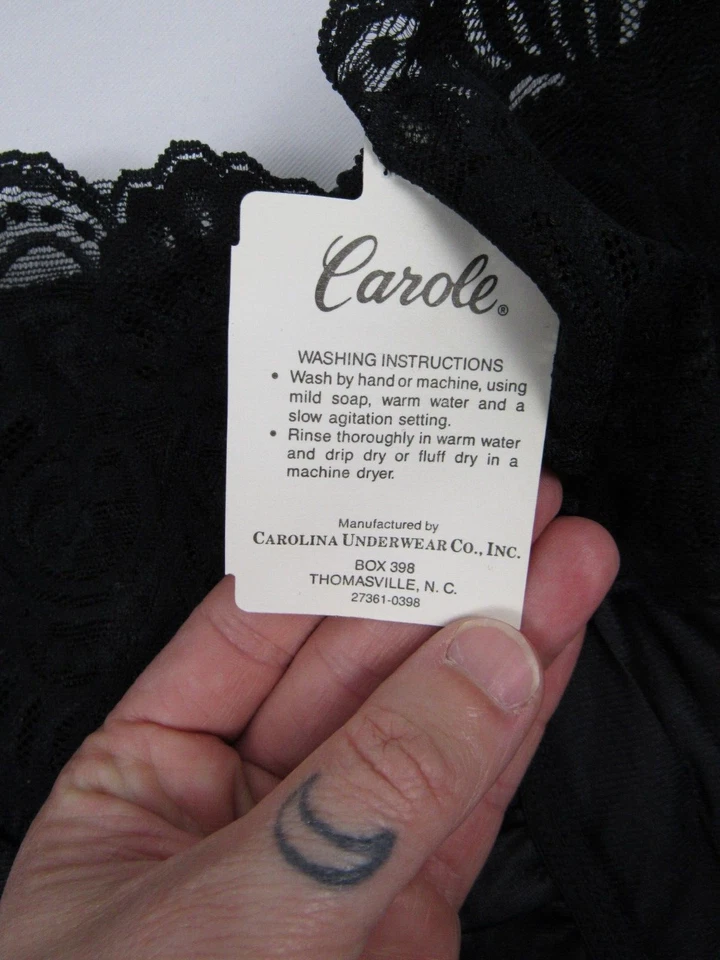 Carole®
WASHING INSTRUCTIONS
• Wash by hand or machine, using
mild soap, warm water and a
slow agitation setting.
• Rinse thoroughly in warm water
and drip dry or fluff dry in a
machine dryer.
Manufactured by
CAROLINA UNDERWEAR CO., INC.
BOX 398
THOMASVILLE, N. C.
27361-0398